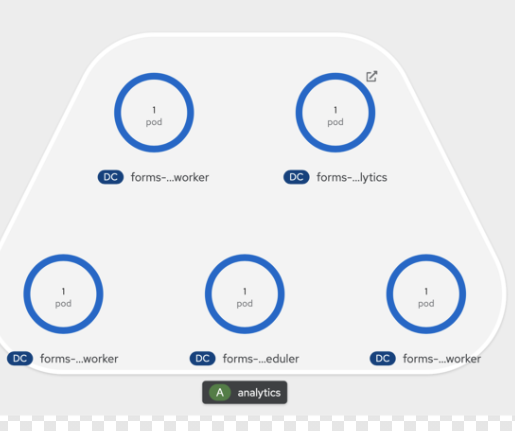 1
pod
1
pod
DC forms-...worker
DC forms-...lytics
1
pod
1
pod
1
pod
DC forms-...worker
DC forms-...eduler
DC forms-...worker
A analytics